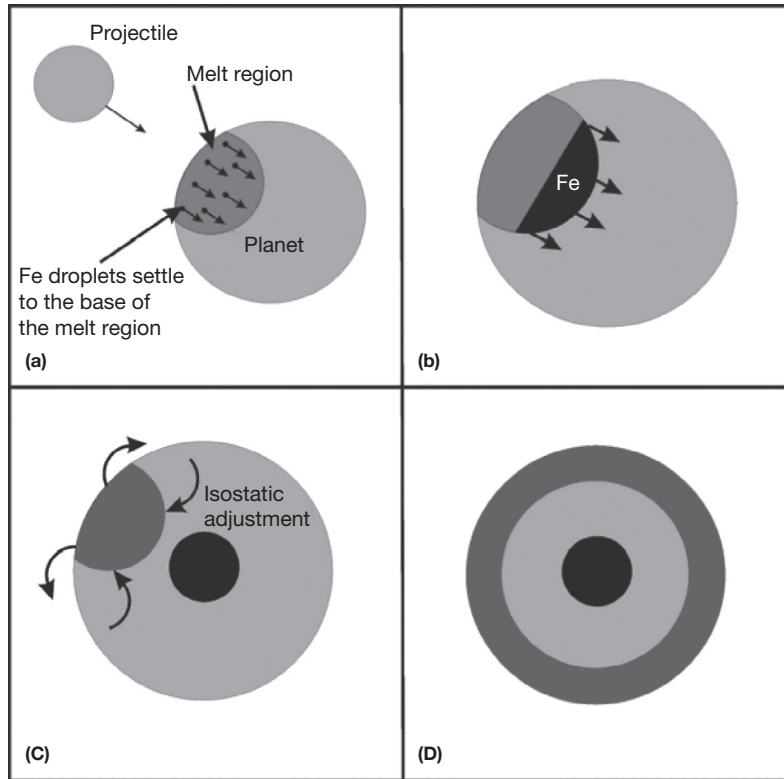 Projectile
Melt region
Planet
Fe droplets settle
to the base of
the melt region
(a)
Fe
(b)
Isostatic
adjustment
(C)
(D)